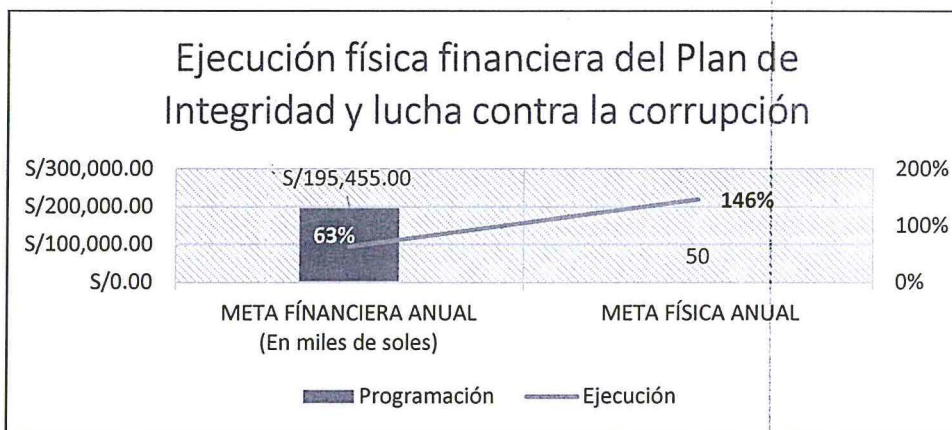 Ejecución física financiera del Plan de
Integridad y lucha contra la corrupción
S/300,000.00
S/200,000.00
S/100,000.00
S/0.00
S/195,455.00
63%
146%
50
200%
100%
0%
META FÍNANCIERA ANUAL
(En miles de soles)
META FÍSICA ANUAL
Programación
Ejecución